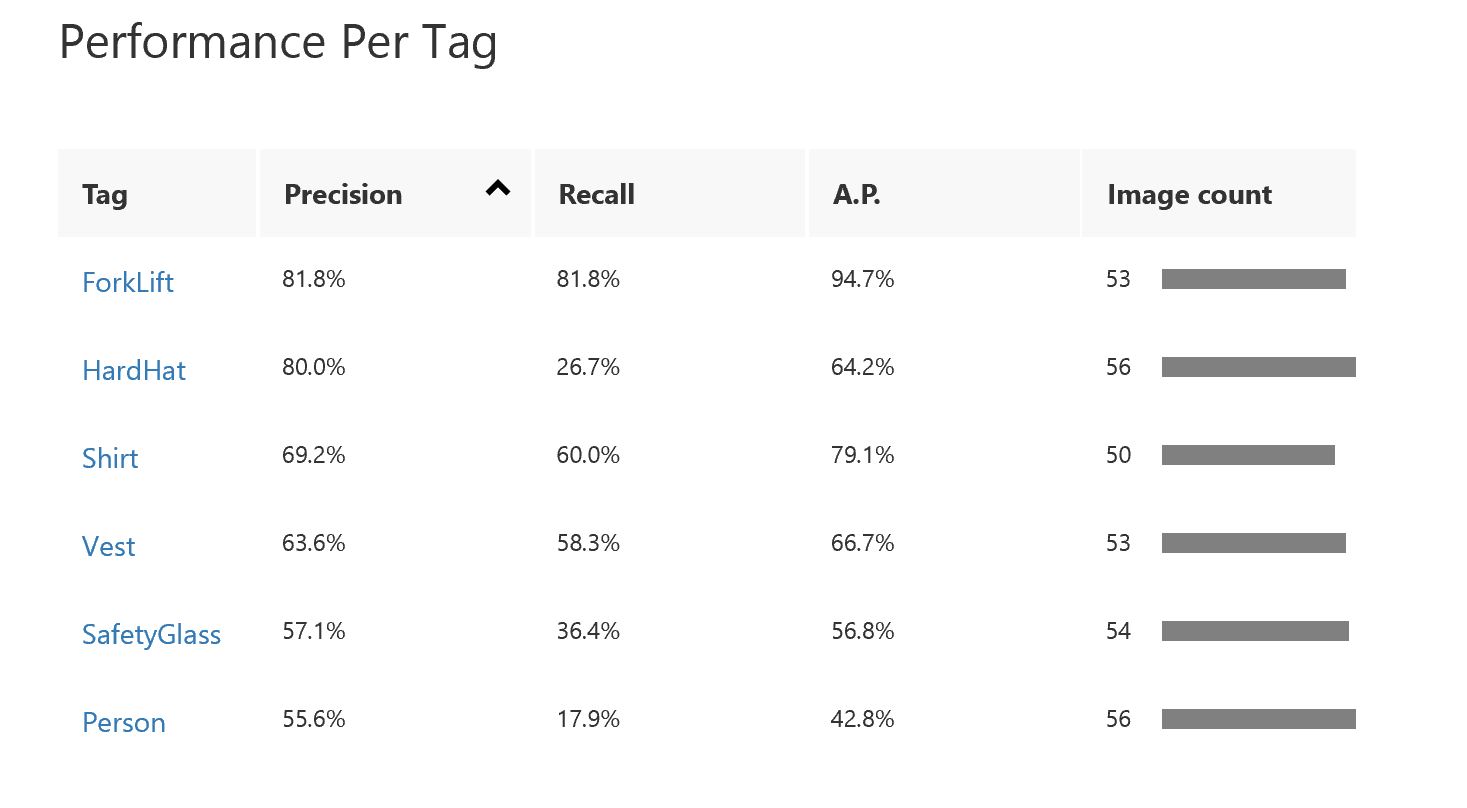 Performance Per Tag
Tag Precision Recall A.P. Image count
ForkLift 81.8% 81.8% 94.7% 53
HardHat 80.0% 26.7% 64.2% 56
Shirt 69.2% 60.0% 79.1% 50
Vest 63.6% 58.3% 66.7% 53
SafetyGlass 57.1% 36.4% 56.8% 54
Person 55.6% 17.9% 42.8% 56